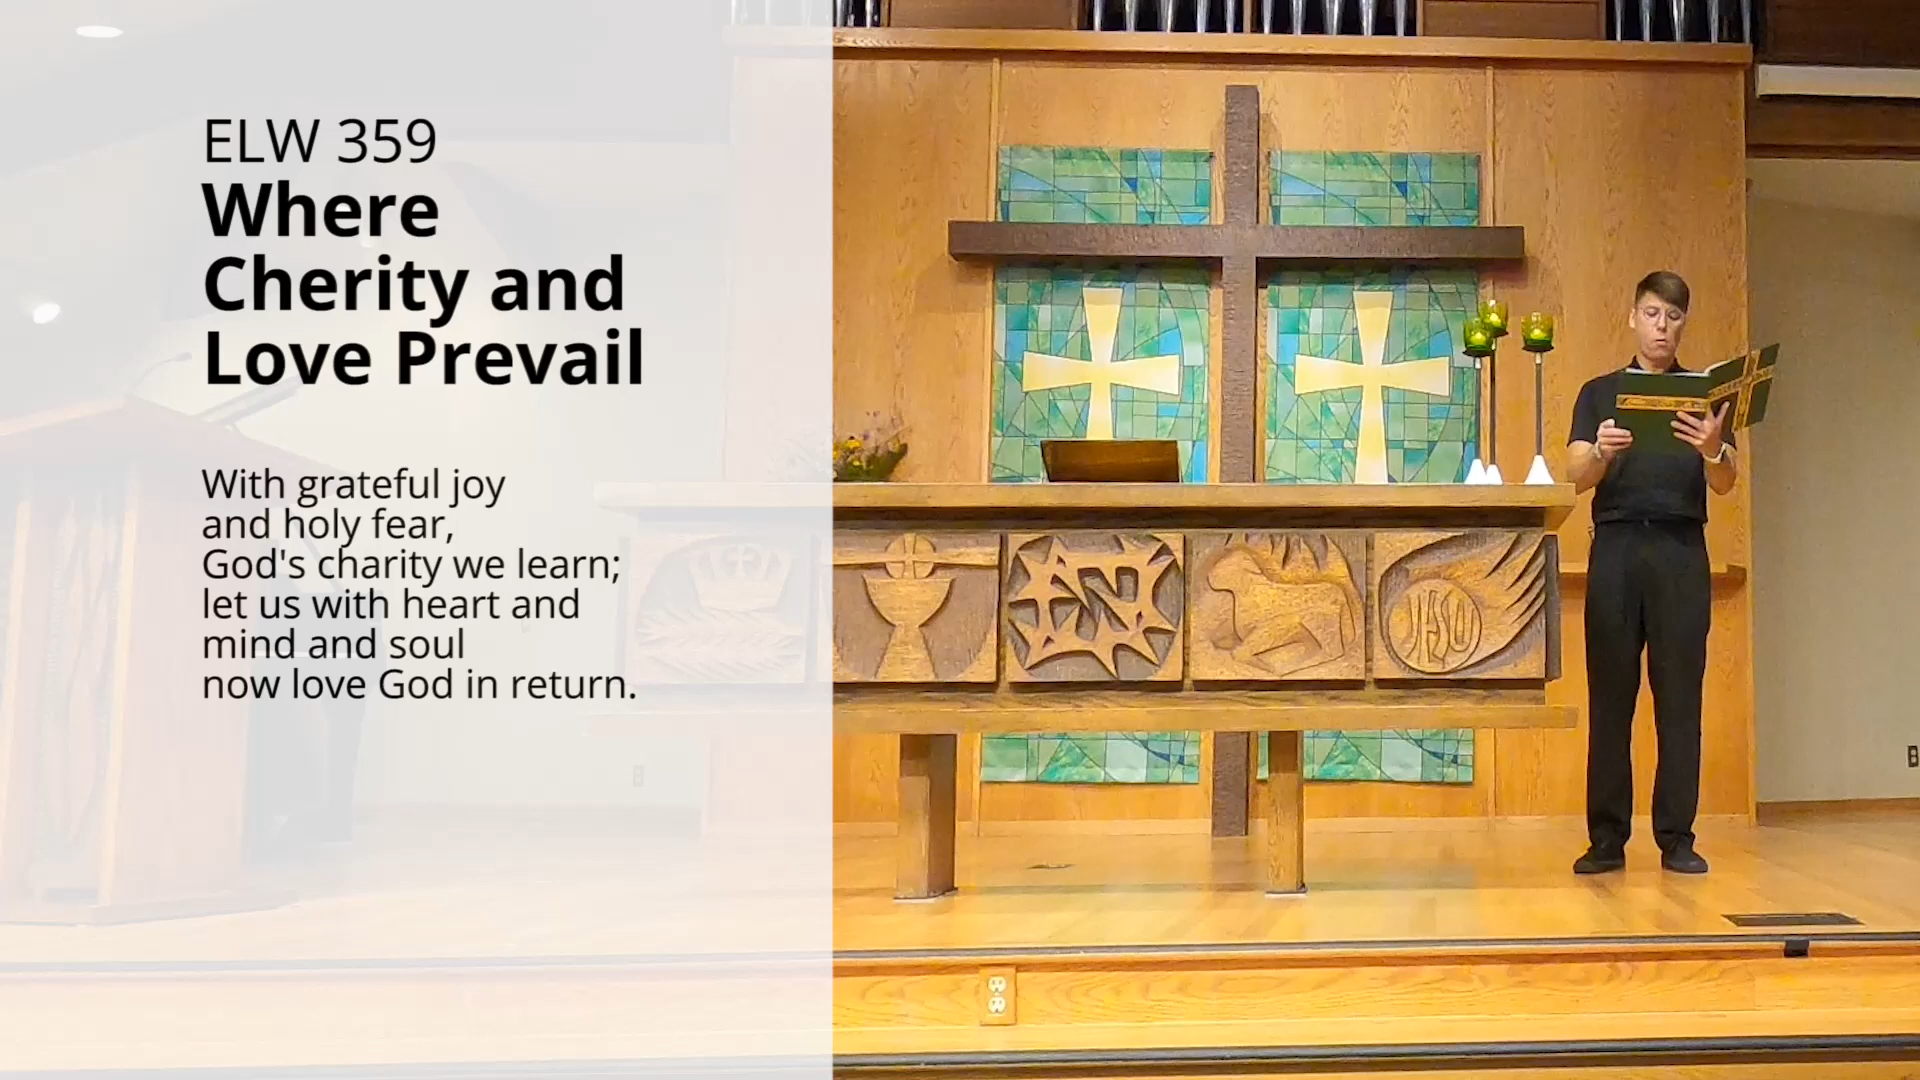 ELW 359
Where
Cherity and
Love Prevail
With grateful joy
and holy fear,
God's charity we learn;
let us with heart and
mind and soul
now love God in return.